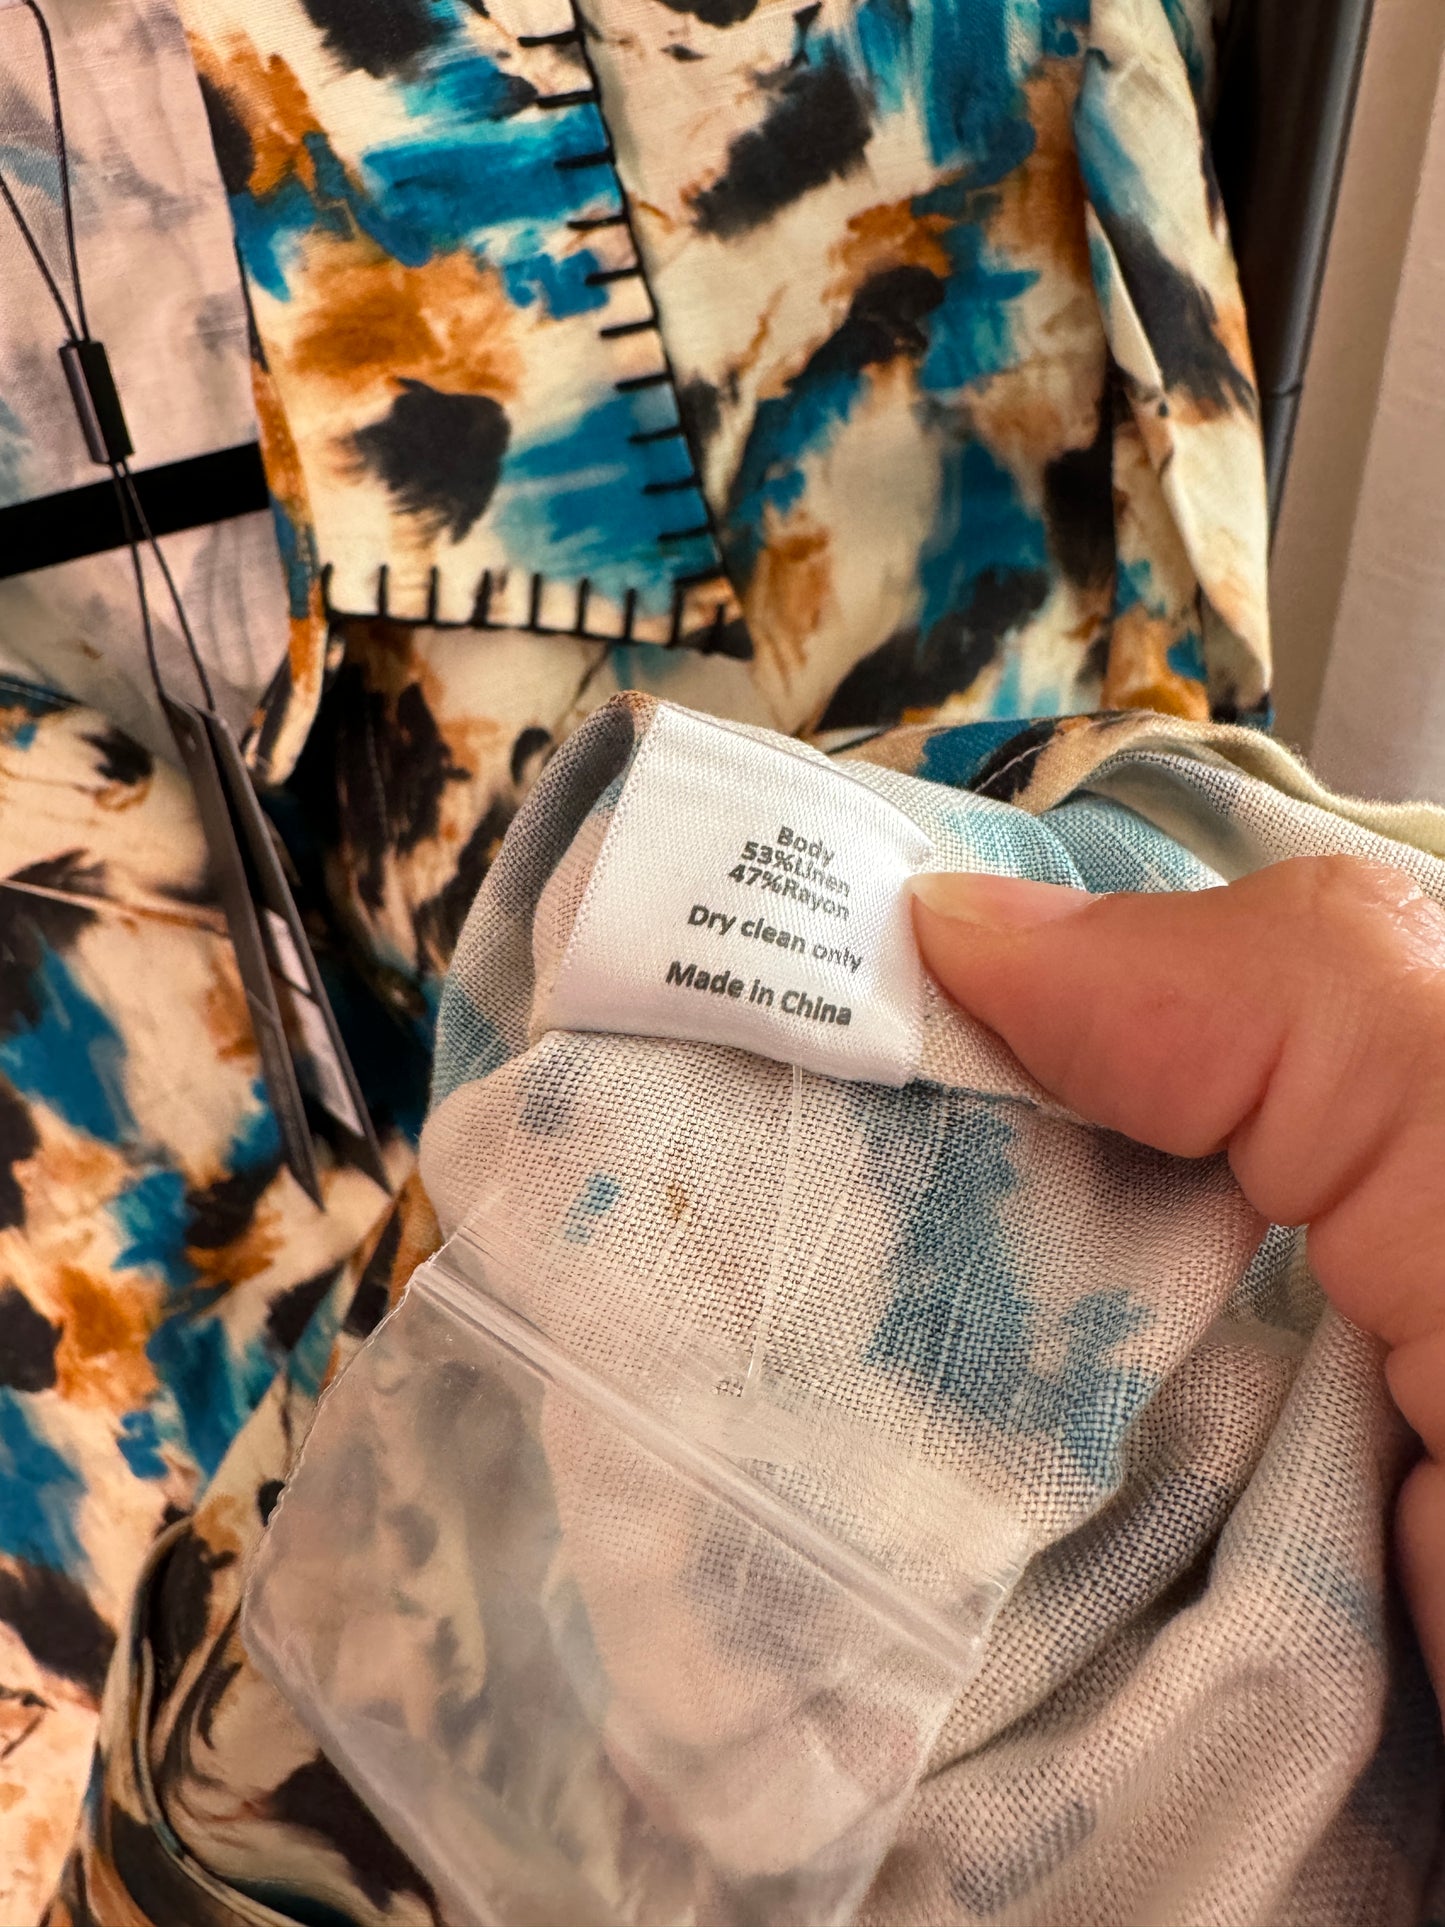 Body
53%Linen
47%Rayon
Dry clean only
Made in China